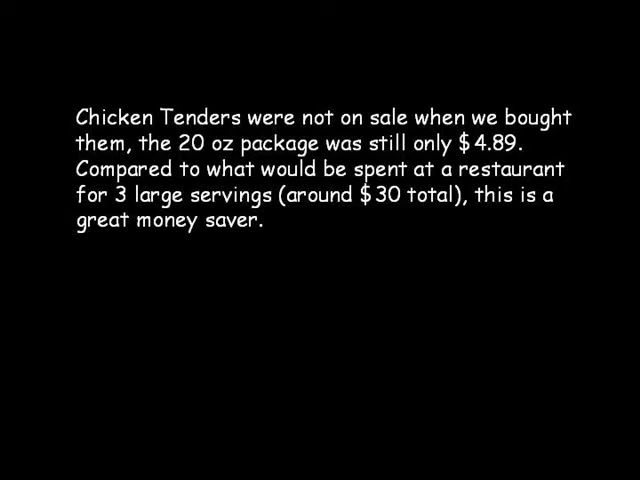 Chicken Tenders were not on sale when we bought
them, the 20 oz package was still only $4.89.
Compared to what would be spent at a restaurant
for 3 large servings (around $30 total), this is a
great money saver.